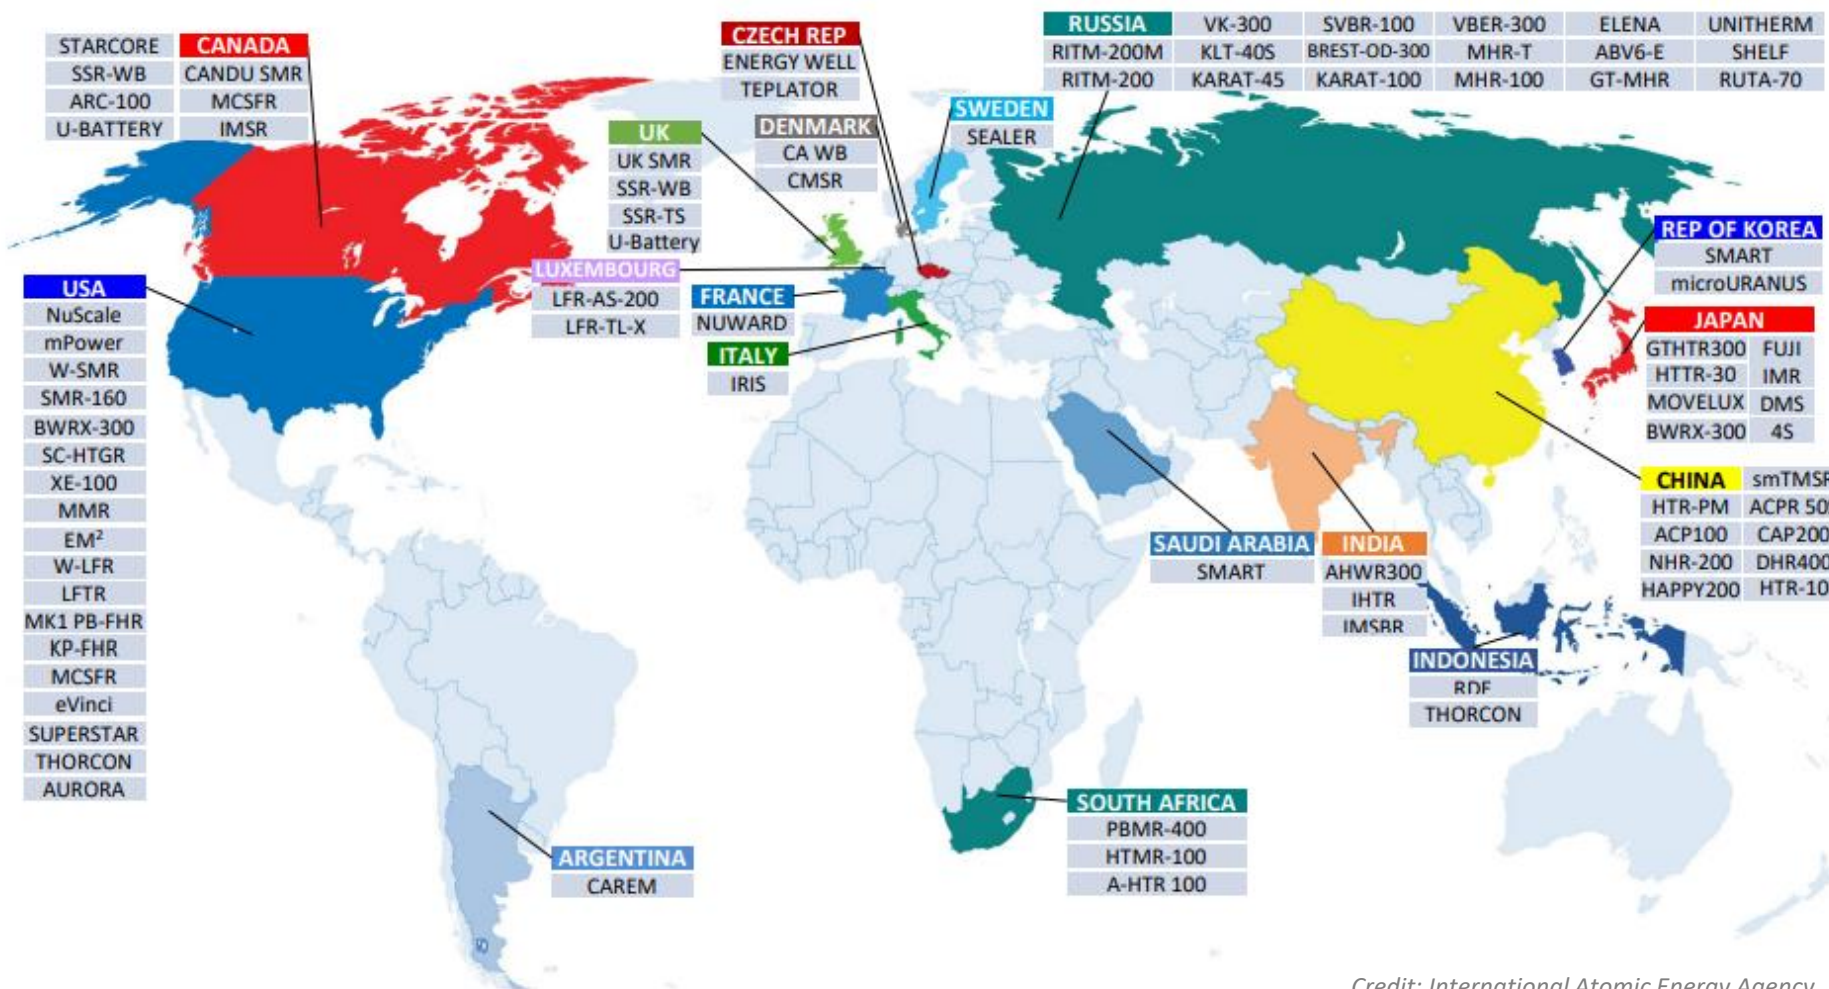 STARCORE CANADA
SSR-WB CANDU SMR
ARC-100 MCSFR
U-BATTERY IMSR
CZECH REP
ENERGY WELL
TEPLATOR
RUSSIA VK-300 SVBR-100 VBER-300 ELENA UNITHERM
RITM-200M KLT-40S BREST-OD-300 MHR-T ABV6-E SHELF
RITM-200 KARAT-45 KARAT-100 MHR-100 GT-MHR RUTA-70
UK
UK SMR
SSR-WB
SSR-TS
U-Battery
DENMARK
CA WB
CMSR
SWEDEN
SEALER
LUXEMBOURG
LFR-AS-200
LFR-TL-X
FRANCE
NUWARD
ITALY
IRIS
USA
NuScale
mPower
W-SMR
SMR-160
BWRX-300
SC-HTGR
XE-100
MMR
EM²
W-LFR
LFTR
MK1 PB-FHR
KP-FHR
MCSFR
eVinci
SUPERSTAR
THORCON
AURORA
REP OF KOREA
SMART
microURANUS
JAPAN
GTHTR300 FUJI
HTTR-30 IMR
MOVELUX DMS
BWRX-300 4S
CHINA smTMSR
HTR-PM ACPR 50
ACP100 CAP200
NHR-200 DHR400
HAPPY200 HTR-10
SAUDI ARABIA
SMART
INDIA
AHWR300
IHTR
IMSBR
INDONESIA
RDE
THORCON
SOUTH AFRICA
PBMR-400
HTMR-100
A-HTR 100
ARGENTINA
CAREM
Credit: International Atomic Energy Agency